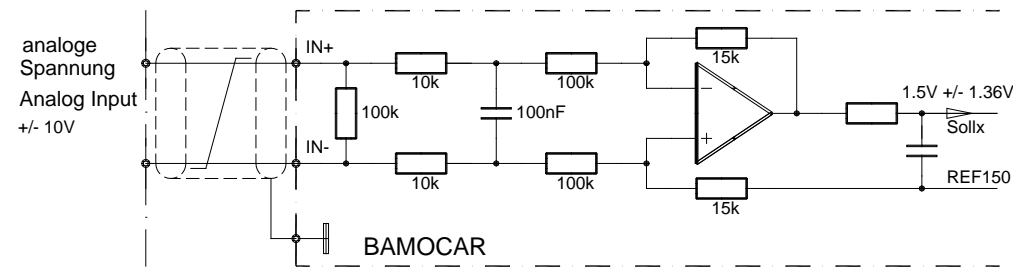 analoge
Spannung
Analog Input
+/- 10V
IN+
IN-
100k
10k
10k
100nF
100k
100k
15k
15k
1.5V +/- 1.36V
Sollx
REF150
BAMOCAR